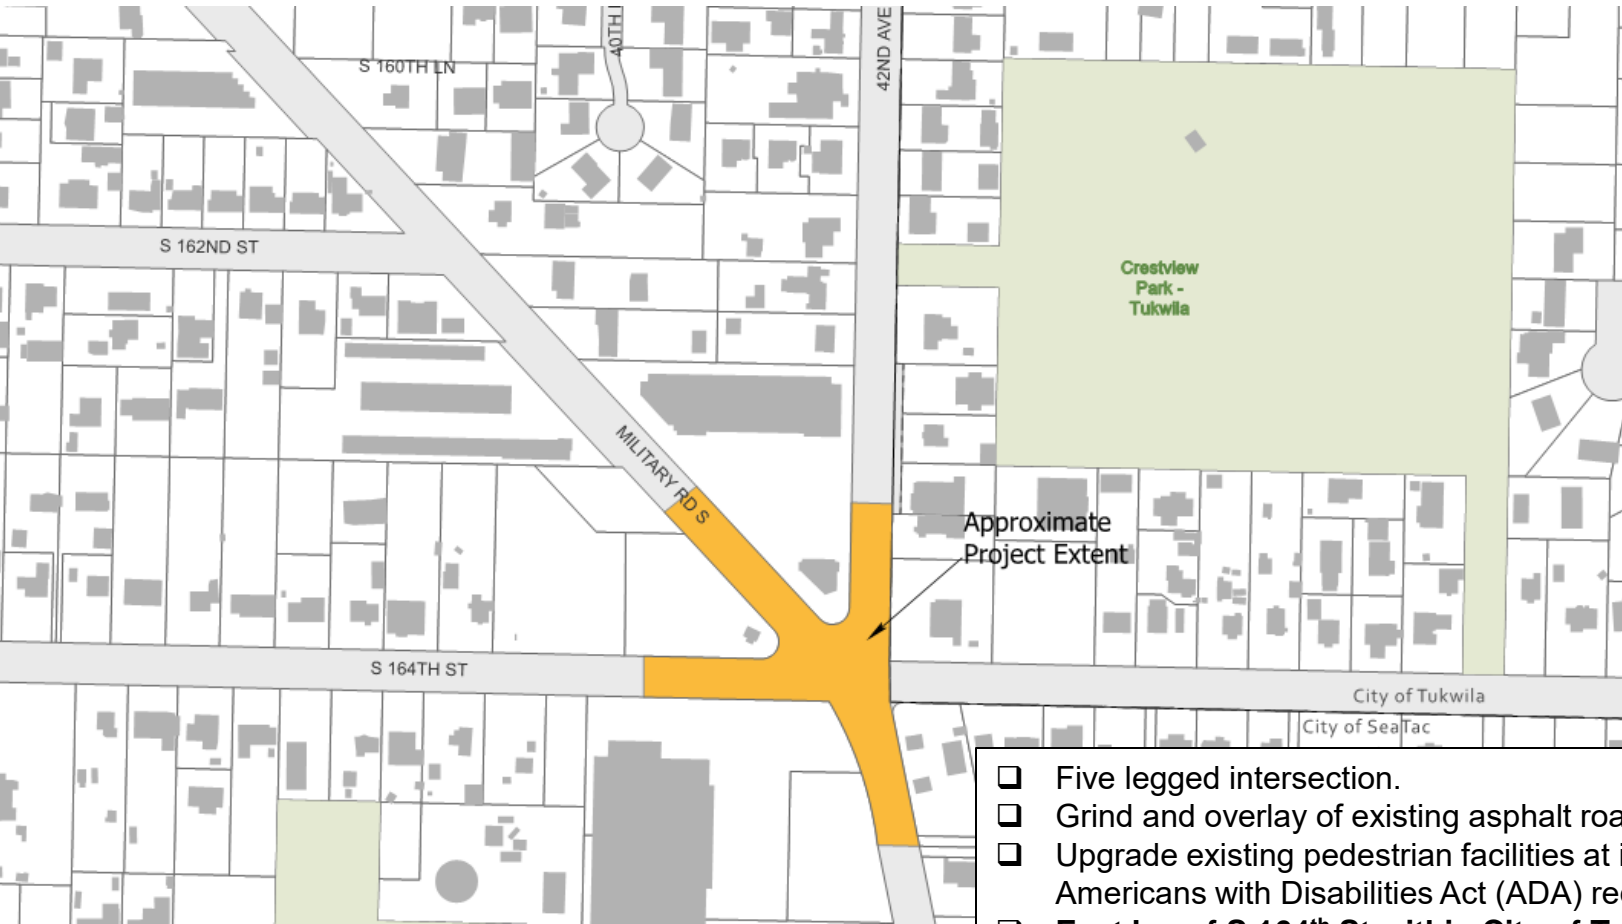 S 160TH LN
40TH
42ND AVE
S 162ND ST
Crestview
Park -
Tukwila
MILITARY RD S
Approximate
Project Extent
S 164TH ST
City of Tukwila
City of SeaTac
❑ Five legged intersection.
❑ Grind and overlay of existing asphalt roa
❑ Upgrade existing pedestrian facilities at i
Americans with Disabilities Act (ADA) re